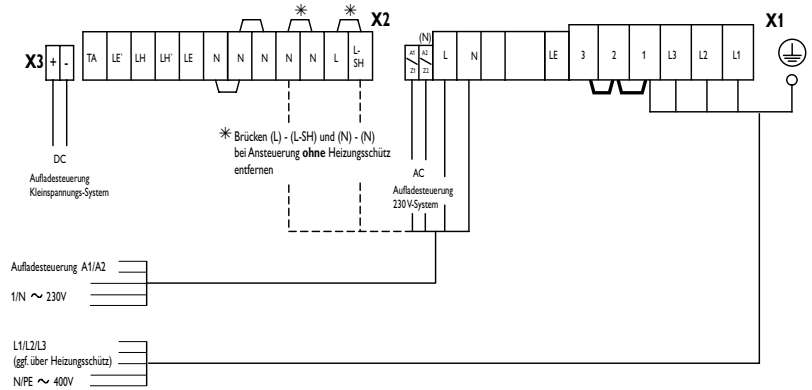 X2
X1
X3
+ -
TA LE` LH LH` LE N N N N N L L-SH
(N)
A1 A2
Z1 Z2
L N LE 3 2 1 L3 L2 L1
✳ ✳
✳ Brücken (L) - (L-SH) und (N) - (N)
bei Ansteuerung ohne Heizungsschütz
entfernen
DC
Aufladesteuerung
Kleinspannungs-System
AC
Aufladesteuerung
230 V-System
Aufladesteuerung A1/A2
1/N ~ 230V
L1/L2/L3
(ggf. über Heizungsschütz)
N/PE ~ 400V